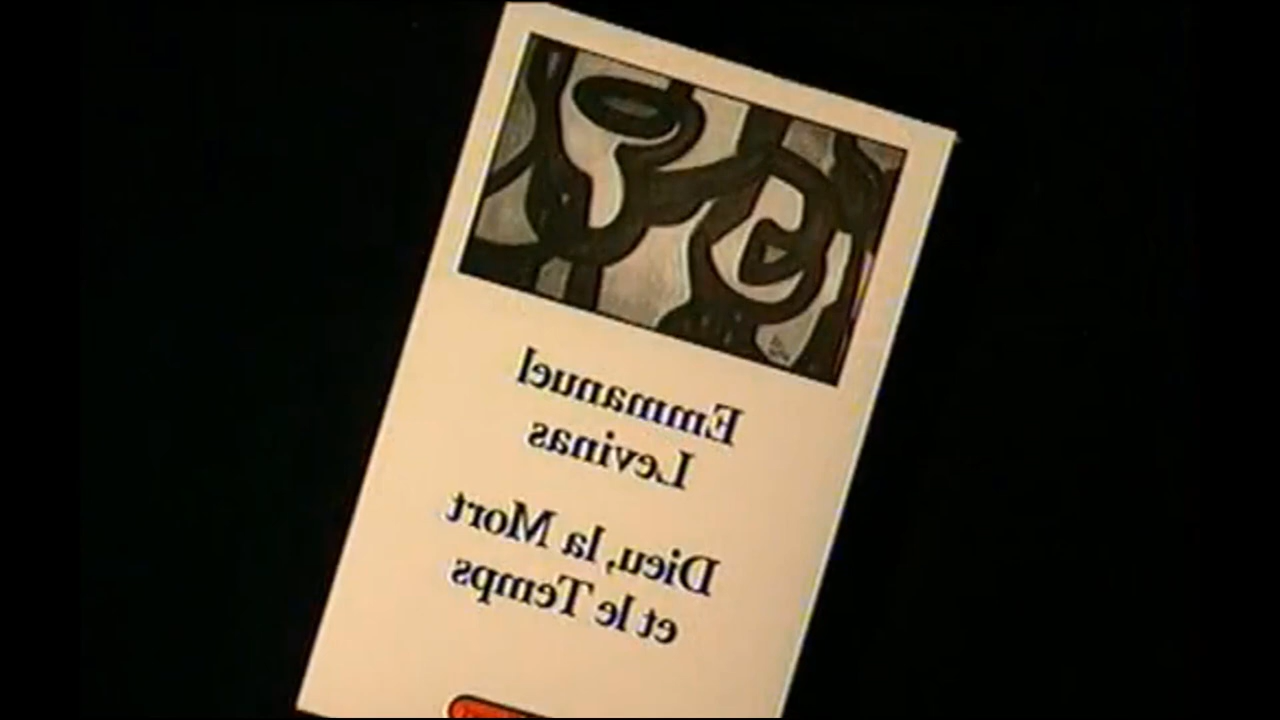 Emmanuel
Levinas
Dieu, la Mort
et le Temps